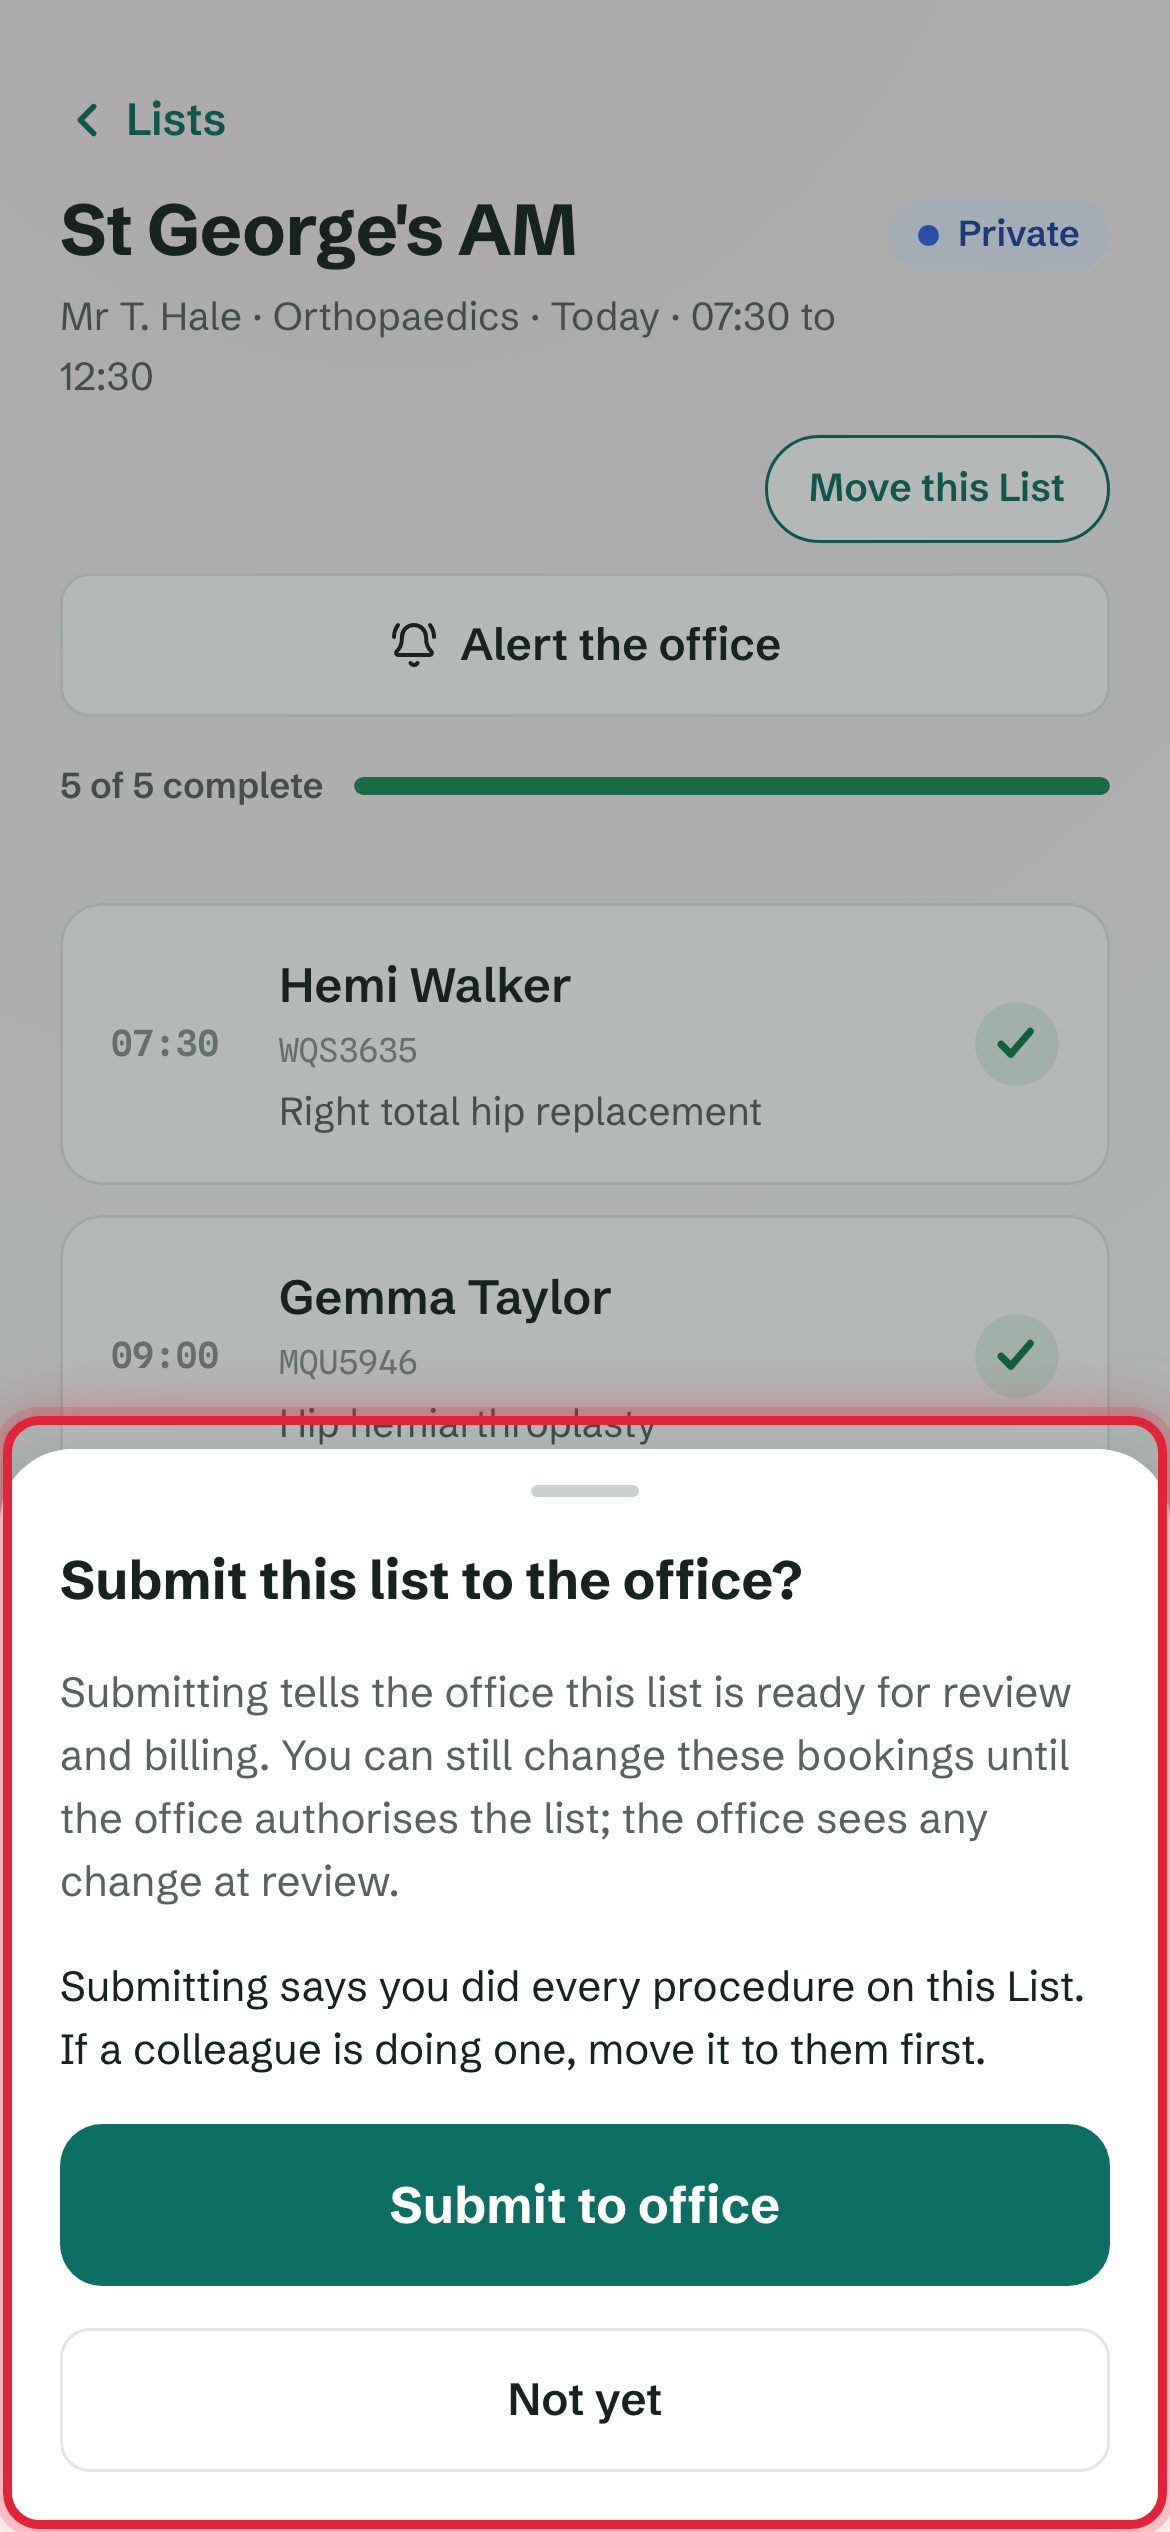 Lists
St George's AM
Private
Mr T. Hale · Orthopaedics · Today · 07:30 to
12:30
Move this List
Alert the office
5 of 5 complete
Hemi Walker
07:30
WQS3635
Right total hip replacement
Gemma Taylor
09:00
MQU5946
Hip hemiarthroplasty
Submit this list to the office?
Submitting tells the office this list is ready for review
and billing. You can still change these bookings until
the office authorises the list; the office sees any
change at review.
Submitting says you did every procedure on this List.
If a colleague is doing one, move it to them first.
Submit to office
Not yet